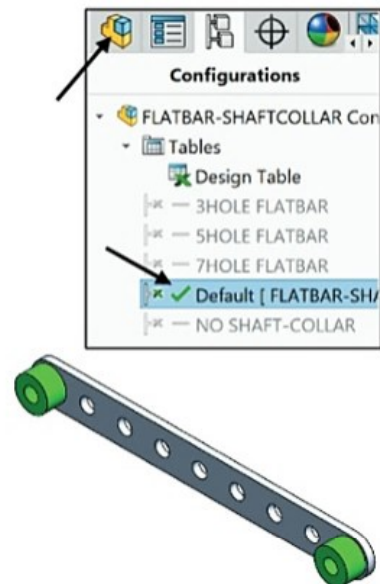 Configurations
FLATBAR-SHAFTCOLLAR Con
Tables
Design Table
3HOLE FLATBAR
5HOLE FLATBAR
7HOLE FLATBAR
Default [ FLATBAR-SHA
NO SHAFT-COLLAR